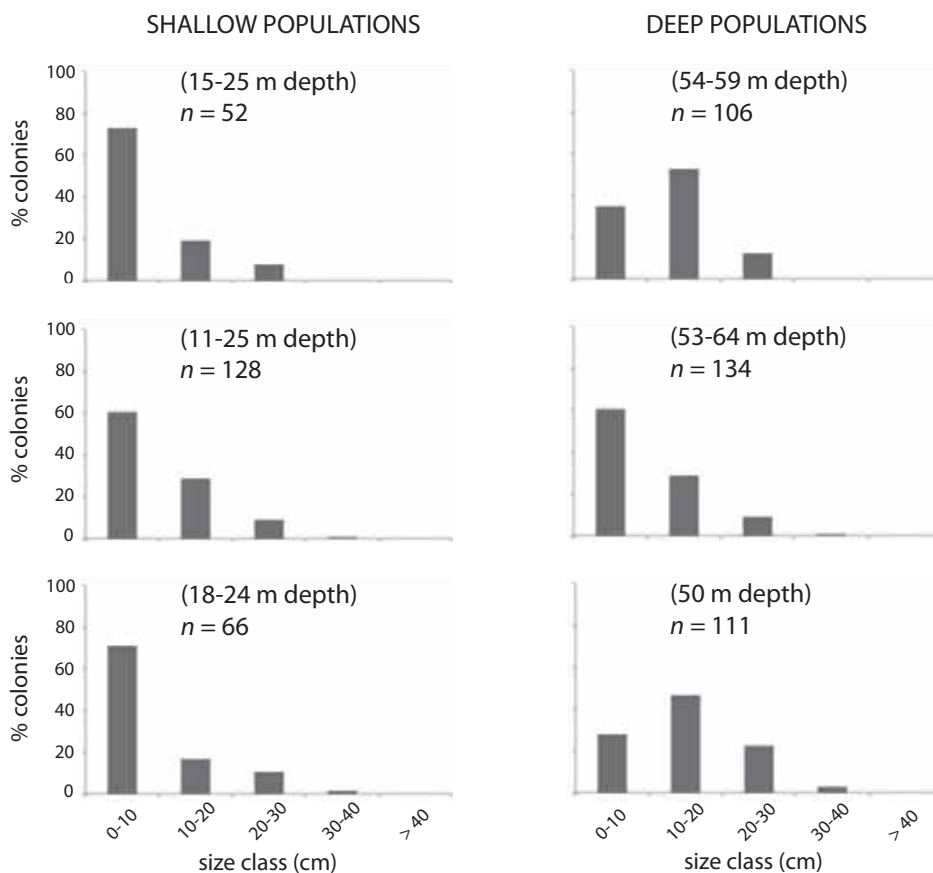 SHALLOW POPULATIONS
DEEP POPULATIONS
(15-25 m depth)
n = 52
% colonies
100
80
60
40
20
0
(54-59 m depth)
n = 106
(11-25 m depth)
n = 128
% colonies
100
80
60
40
20
0
(53-64 m depth)
n = 134
(18-24 m depth)
n = 66
% colonies
100
80
60
40
20
0
0-10
10-20
20-30
30-40
> 40
size class (cm)
(50 m depth)
n = 111
0-10
10-20
20-30
30-40
> 40
size class (cm)